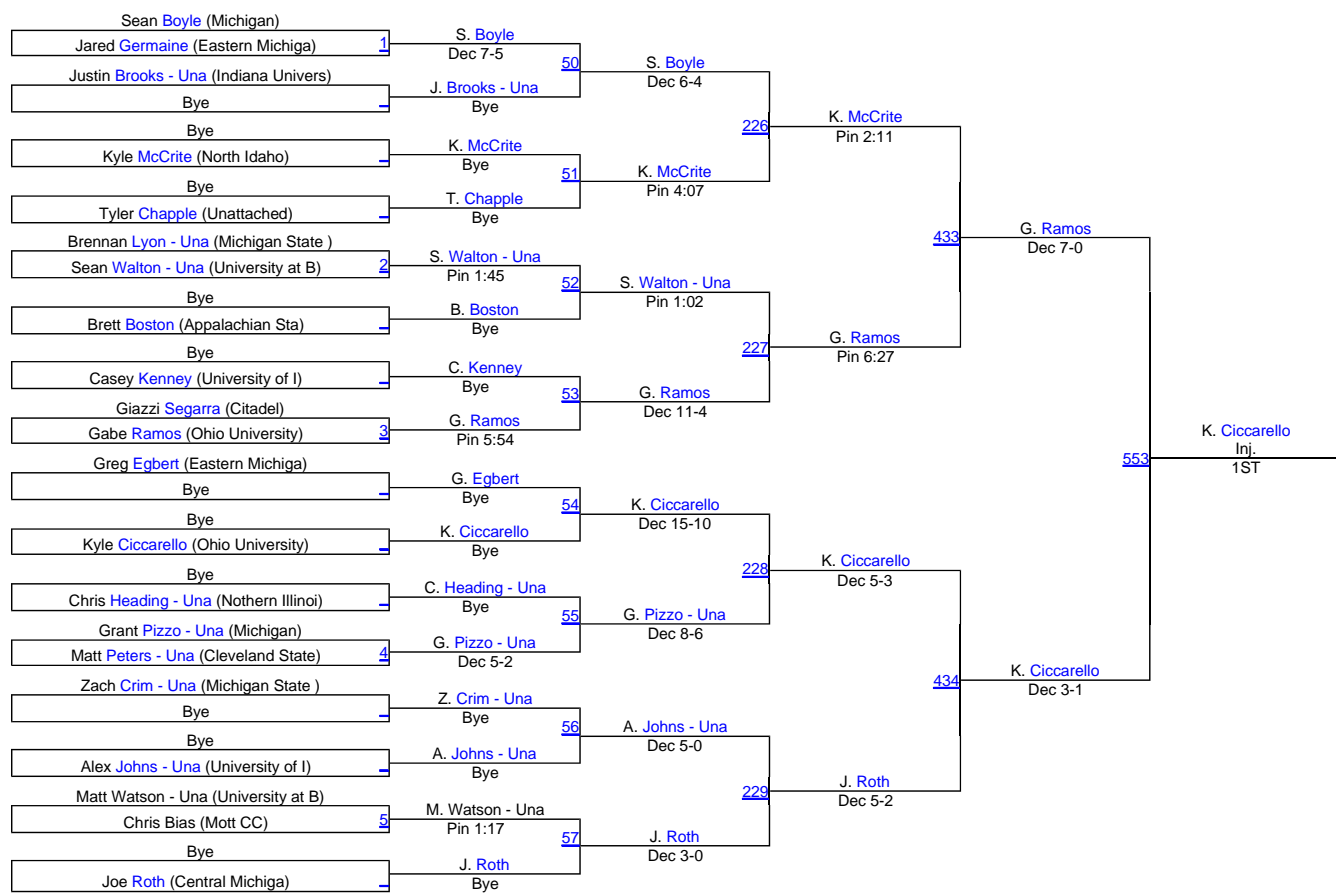 Sean Boyle (Michigan)
Jared Germaine (Eastern Michiga)
1
Justin Brooks - Una (Indiana Univers)
Bye
Bye
Kyle McCrite (North Idaho)
Bye
Tyler Chapple (Unattached)
Brennan Lyon - Una (Michigan State )
Sean Walton - Una (University at B)
2
Bye
Brett Boston (Appalachian Sta)
Bye
Casey Kenney (University of I)
Giazzi Segarra (Citadel)
Gabe Ramos (Ohio University)
3
Greg Egbert (Eastern Michiga)
Bye
Bye
Kyle Ciccarello (Ohio University)
Bye
Chris Heading - Una (Nothern Illinoi)
Grant Pizzo - Una (Michigan)
Matt Peters - Una (Cleveland State)
4
Zach Crim - Una (Michigan State )
Bye
Bye
Alex Johns - Una (University of I)
Matt Watson - Una (University at B)
Chris Bias (Mott CC)
5
Bye
Joe Roth (Central Michiga)
S. Boyle
Dec 7-5
50
J. Brooks - Una
Bye
K. McCrite
Bye
51
T. Chapple
Bye
S. Walton - Una
Pin 1:45
52
B. Boston
Bye
C. Kenney
Bye
53
G. Ramos
Pin 5:54
G. Egbert
Bye
54
K. Ciccarello
Bye
C. Heading - Una
Bye
55
G. Pizzo - Una
Dec 5-2
Z. Crim - Una
Bye
56
A. Johns - Una
Bye
M. Watson - Una
Pin 1:17
57
J. Roth
Bye
S. Boyle
Dec 6-4
226
K. McCrite
Pin 4:07
S. Walton - Una
Pin 1:02
227
G. Ramos
Dec 11-4
K. Ciccarello
Dec 15-10
228
G. Pizzo - Una
Dec 8-6
A. Johns - Una
Dec 5-0
229
J. Roth
Dec 3-0
K. McCrite
Pin 2:11
433
G. Ramos
Pin 6:27
K. Ciccarello
Dec 5-3
434
J. Roth
Dec 5-2
G. Ramos
Dec 7-0
553
K. Ciccarello
Dec 3-1
K. Ciccarello
Inj.
1ST